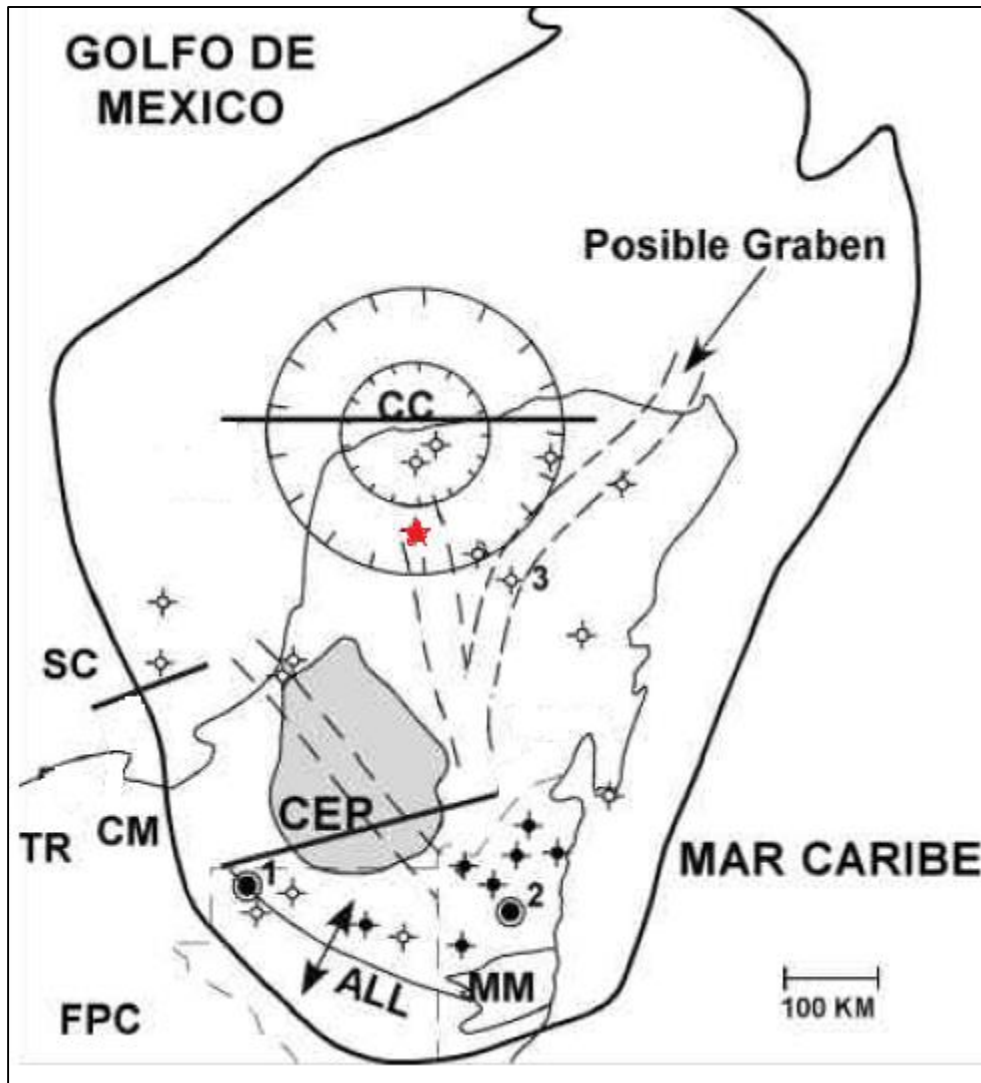 GOLFO DE
MEXICO
Posible Graben
CC
3
SC
CER
TR
CM
MAR CARIBE
1
2
ALL
MM
100 KM
FPC